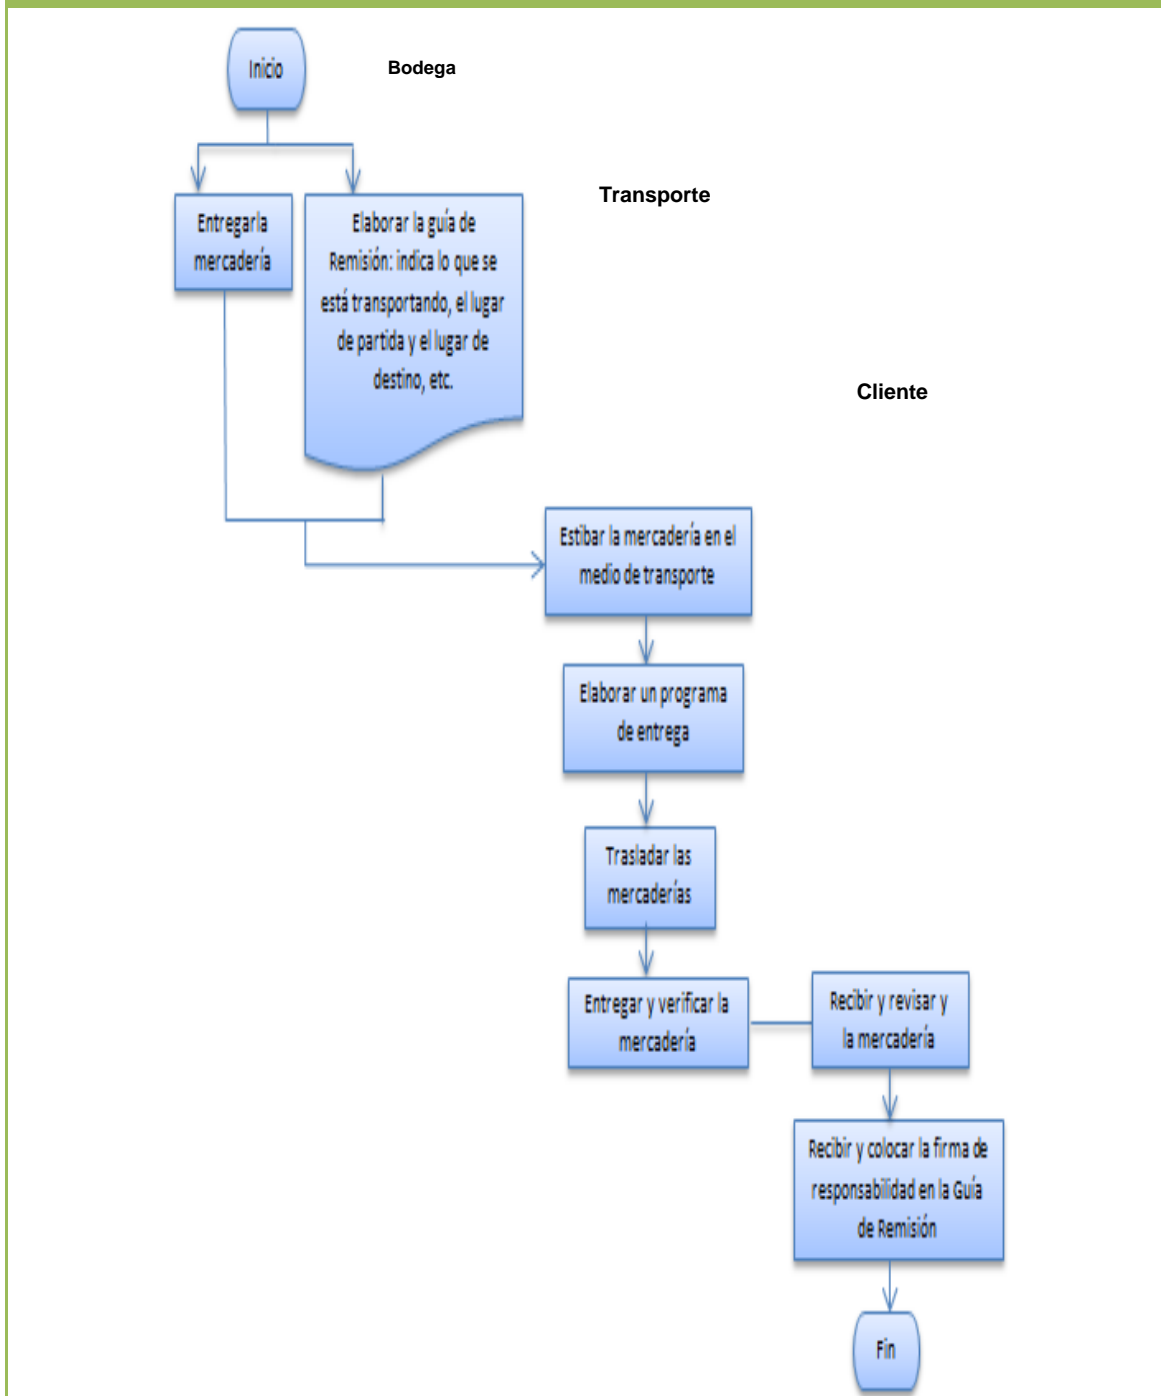 Inicio
Bodega
Transporte
Entregarla
mercadería
Elaborar la guía de
Remisión: indica lo que se
está transportando, el lugar
de partida y el lugar de
destino, etc.
Cliente
Estibar la mercadería en el
medio de transporte
Elaborar un programa
de entrega
Trasladar las
mercaderías
Entregar y verificar la
mercadería
Recibir y revisar y
la mercadería
Recibir y colocar la firma de
responsabilidad en la Guía
de Remisión
Fin